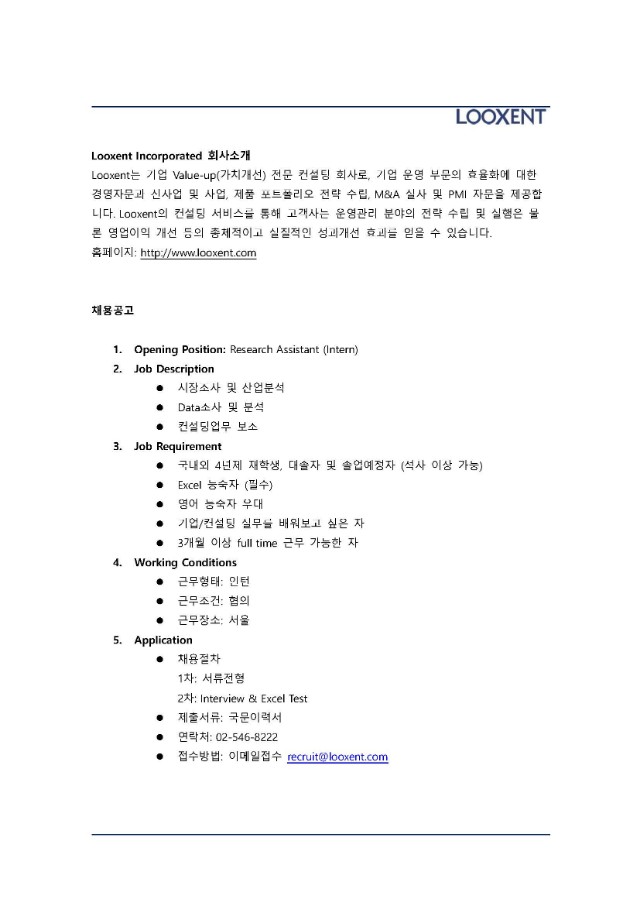 LOOXENT
Looxent Incorporated 회사소개
Looxent는 기업 Value-up(가치개선) 전문 컨설팅 회사로, 기업 운영 부문의 효율화에 대한
경영자문과 신사업 및 사업, 제품 포트폴리오 전략 수립, M&A 실사 및 PMI 자문을 제공합
니다. Looxent의 컨설팅 서비스를 통해 고객사는 운영관리 분야의 전략 수립 및 실행은 물
론 영업이익 개선 등의 총체적이고 실질적인 성과개선 효과를 얻을 수 있습니다.
홈페이지: http://www.looxent.com
채용공고
1. Opening Position: Research Assistant (Intern)
2. Job Description
● 시장조사 및 산업분석
● Data조사 및 분석
● 컨설팅업무 보조
3. Job Requirement
● 국내외 4년제 재학생, 대졸자 및 졸업예정자 (석사 이상 가능)
● Excel 능숙자 (필수)
● 영어 능숙자 우대
● 기업/컨설팅 실무를 배워보고 싶은 자
● 3개월 이상 full time 근무 가능한 자
4. Working Conditions
● 근무형태: 인턴
● 근무조건: 협의
● 근무장소: 서울
5. Application
● 채용절차
1차: 서류전형
2차: Interview & Excel Test
● 제출서류: 국문이력서
● 연락처: 02-546-8222
● 접수방법: 이메일접수 recruit@looxent.com